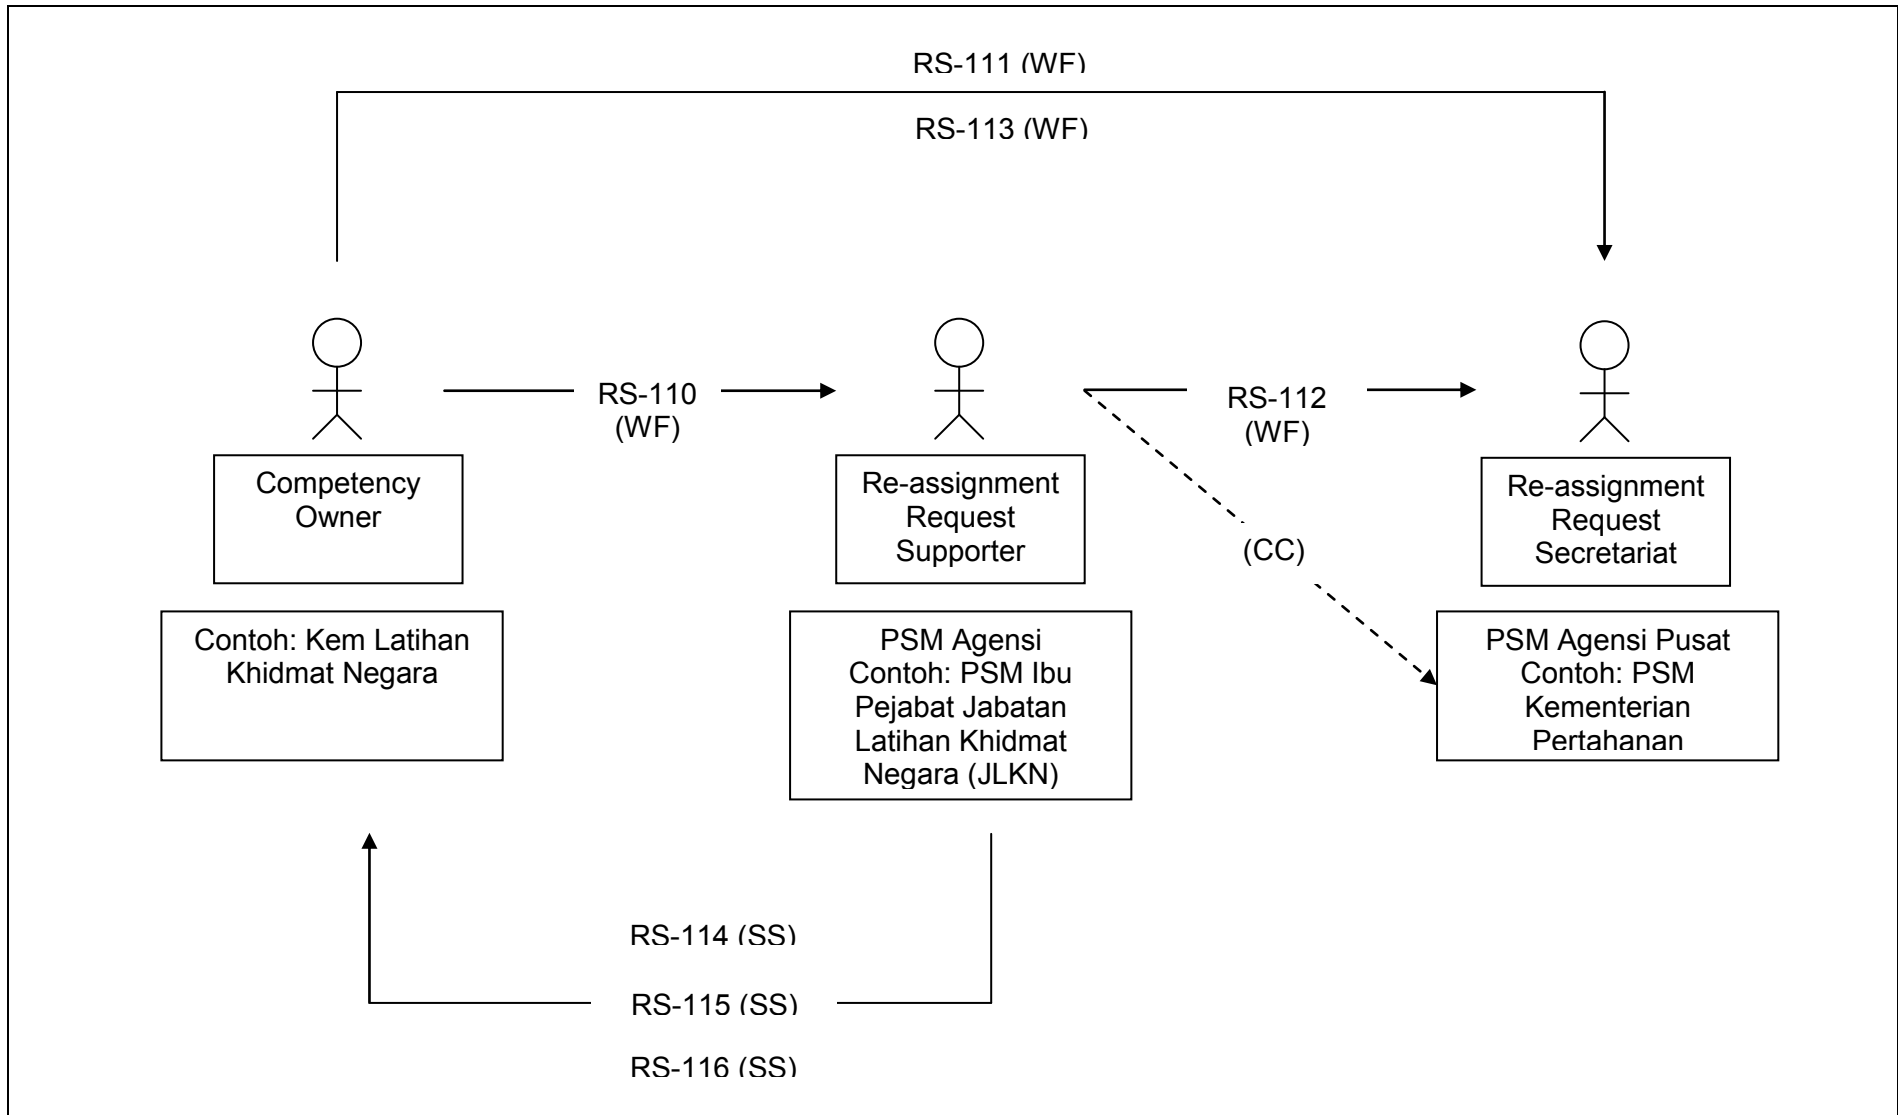 RS-111 (WF)
RS-113 (WF)
RS-110
(WF)
RS-112
(WF)
Competency
Owner
Re-assignment
Request
Supporter
(CC)
Re-assignment
Request
Secretariat
Contoh: Kem Latihan
Khidmat Negara
PSM Agensi
Contoh: PSM Ibu
Pejabat Jabatan
Latihan Khidmat
Negara (JLKN)
PSM Agensi Pusat
Contoh: PSM
Kementerian
Pertahanan
RS-114 (SS)
RS-115 (SS)
RS-116 (SS)